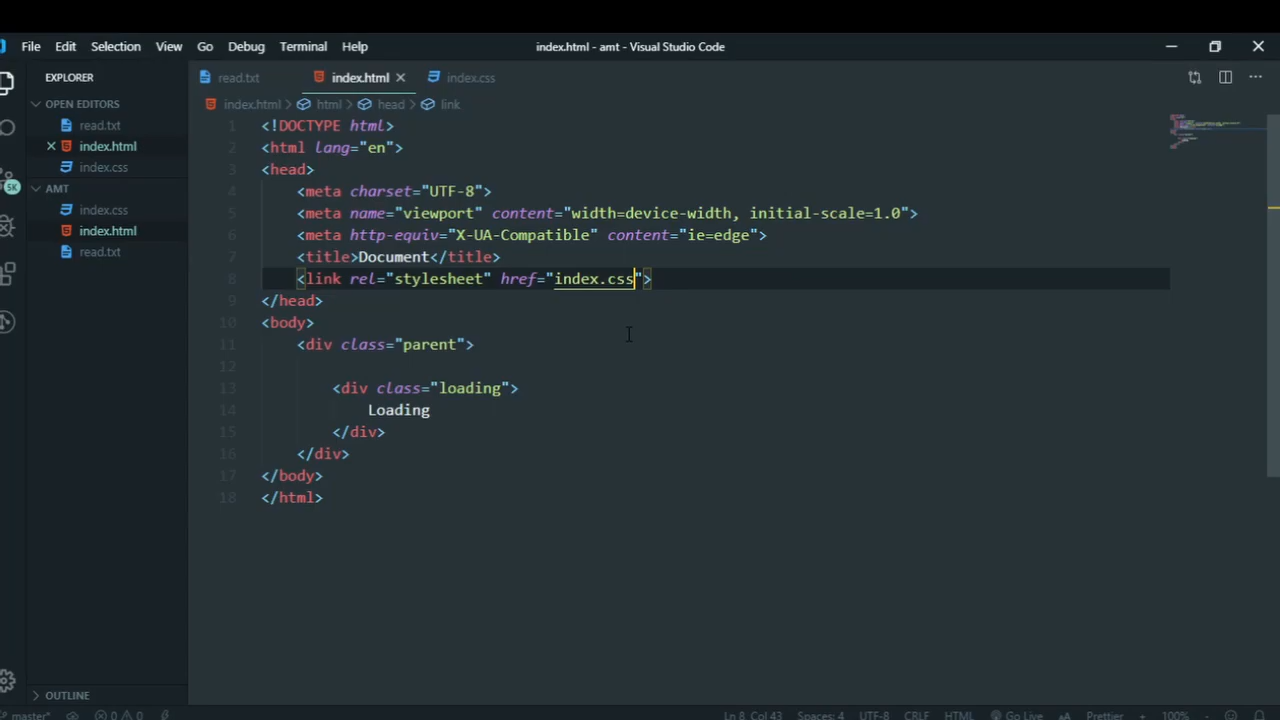 File Edit Selection View Go Debug Terminal Help
index.html - amt - Visual Studio Code
EXPLORER
OPEN EDITORS
read.txt
index.html
index.css
AMT
index.css
index.html
read.txt
OUTLINE
5K
read.txt index.html index.css
index.html > html > head > link
1 <!DOCTYPE html>
2 <html lang="en">
3 <head>
4 <meta charset="UTF-8">
5 <meta name="viewport" content="width=device-width, initial-scale=1.0">
6 <meta http-equiv="X-UA-Compatible" content="ie=edge">
7 <title>Document</title>
8 <link rel="stylesheet" href="index.css">
9 </head>
10 <body>
11 <div class="parent">
12
13 <div class="loading">
14 Loading
15 </div>
16 </div>
17 </body>
18 </html>
master* 0 0 Ln 8, Col 43 Spaces: 4 UTF-8 CRLF HTML Go Live Prettier 100%